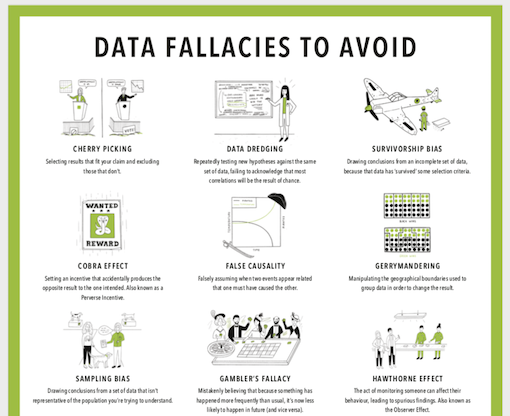 DATA FALLACIES TO AVOID
CHERRY PICKING
Selecting results that fit your claim and excluding
those that don't.
DATA DREDGING
Repeatedly testing new hypotheses against the same
set of data, failing to acknowledge that most
correlations will be the result of chance.
SURVIVORSHIP BIAS
Drawing conclusions from an incomplete set of data,
because that data has 'survived' some selection criteria.
WANTED
REWARD
COBRA EFFECT
Setting an incentive that accidentally produces the
opposite result to the one intended. Also known as a
Perverse Incentive.
FALSE CAUSALITY
Falsely assuming when two events appear related
that one must have caused the other.
GERRYMANDERING
Manipulating the geographical boundaries used to
group data in order to change the result.
SAMPLING BIAS
Drawing conclusions from a set of data that isn't
representative of the population you're trying to understand.
GAMBLER'S FALLACY
Mistakenly believing that because something has
happened more frequently than usual, it's now less
likely to happen in future (and vice versa).
HAWTHORNE EFFECT
The act of monitoring someone can affect their
behaviour, leading to spurious findings. Also known as
the Observer Effect.